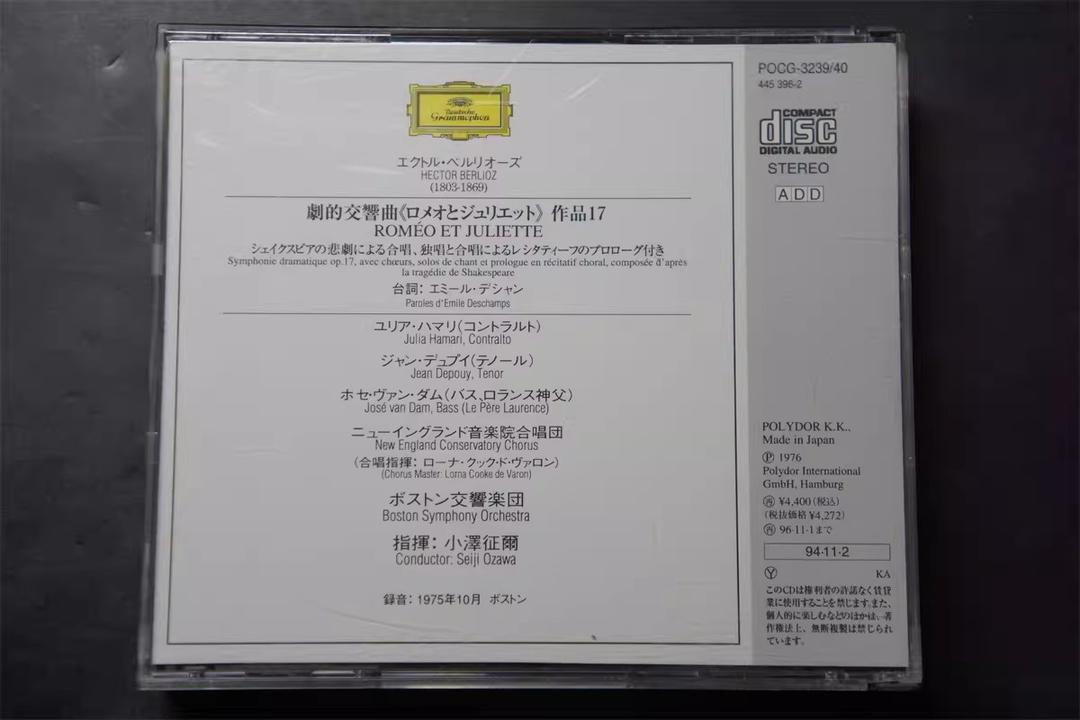 Deutsche
Grammophon
エクトル・ベルリオーズ
HECTOR BERLIOZ
(1803-1869)
劇的交響曲《ロメオとジュリエット》 作品17
ROMÉO ET JULIETTE
シェイクスピアの悲劇による合唱、独唱と合唱によるレシタティーフのプロローグ付き
Symphonie dramatique op.17, avec chœurs, solos de chant et prologue en récitatif choral, composée d'après
la tragédie de Shakespeare
台詞：エミール・デシャン
Paroles d'Emile Deschamps
ユリア・ハマリ（コントラルト）
Julia Hamari, Contralto
ジャン・デュプイ（テノール）
Jean Depouy, Tenor
ホセ・ヴァン・ダム（バス、ロランス神父）
José van Dam, Bass (Le Père Laurence)
ニューイングランド音楽院合唱団
New England Conservatory Chorus
（合唱指揮：ローナ・クック・ド・ヴァロン）
(Chorus Master: Lorna Cooke de Varon)
ボストン交響楽団
Boston Symphony Orchestra
指揮：小澤征爾
Conductor: Seiji Ozawa
録音：1975年10月 ボストン
POCG-3239/40
445 396-2
COMPACT
disc
DIGITAL AUDIO
STEREO
ADD
POLYDOR K.K.,
Made in Japan
Ⓟ 1976
Polydor International
GmbH, Hamburg
㊢ ¥4,400(税込)
(税抜価格 ¥4,272)
㊢ 96·11·1まで
94·11·2
Ⓨ KA
このCDは権利者の許諾なく賃貸
業に使用することを禁じます。また、
個人的に楽しむなどのほかは、著
作権法上、無断複製は禁じられ
ています。